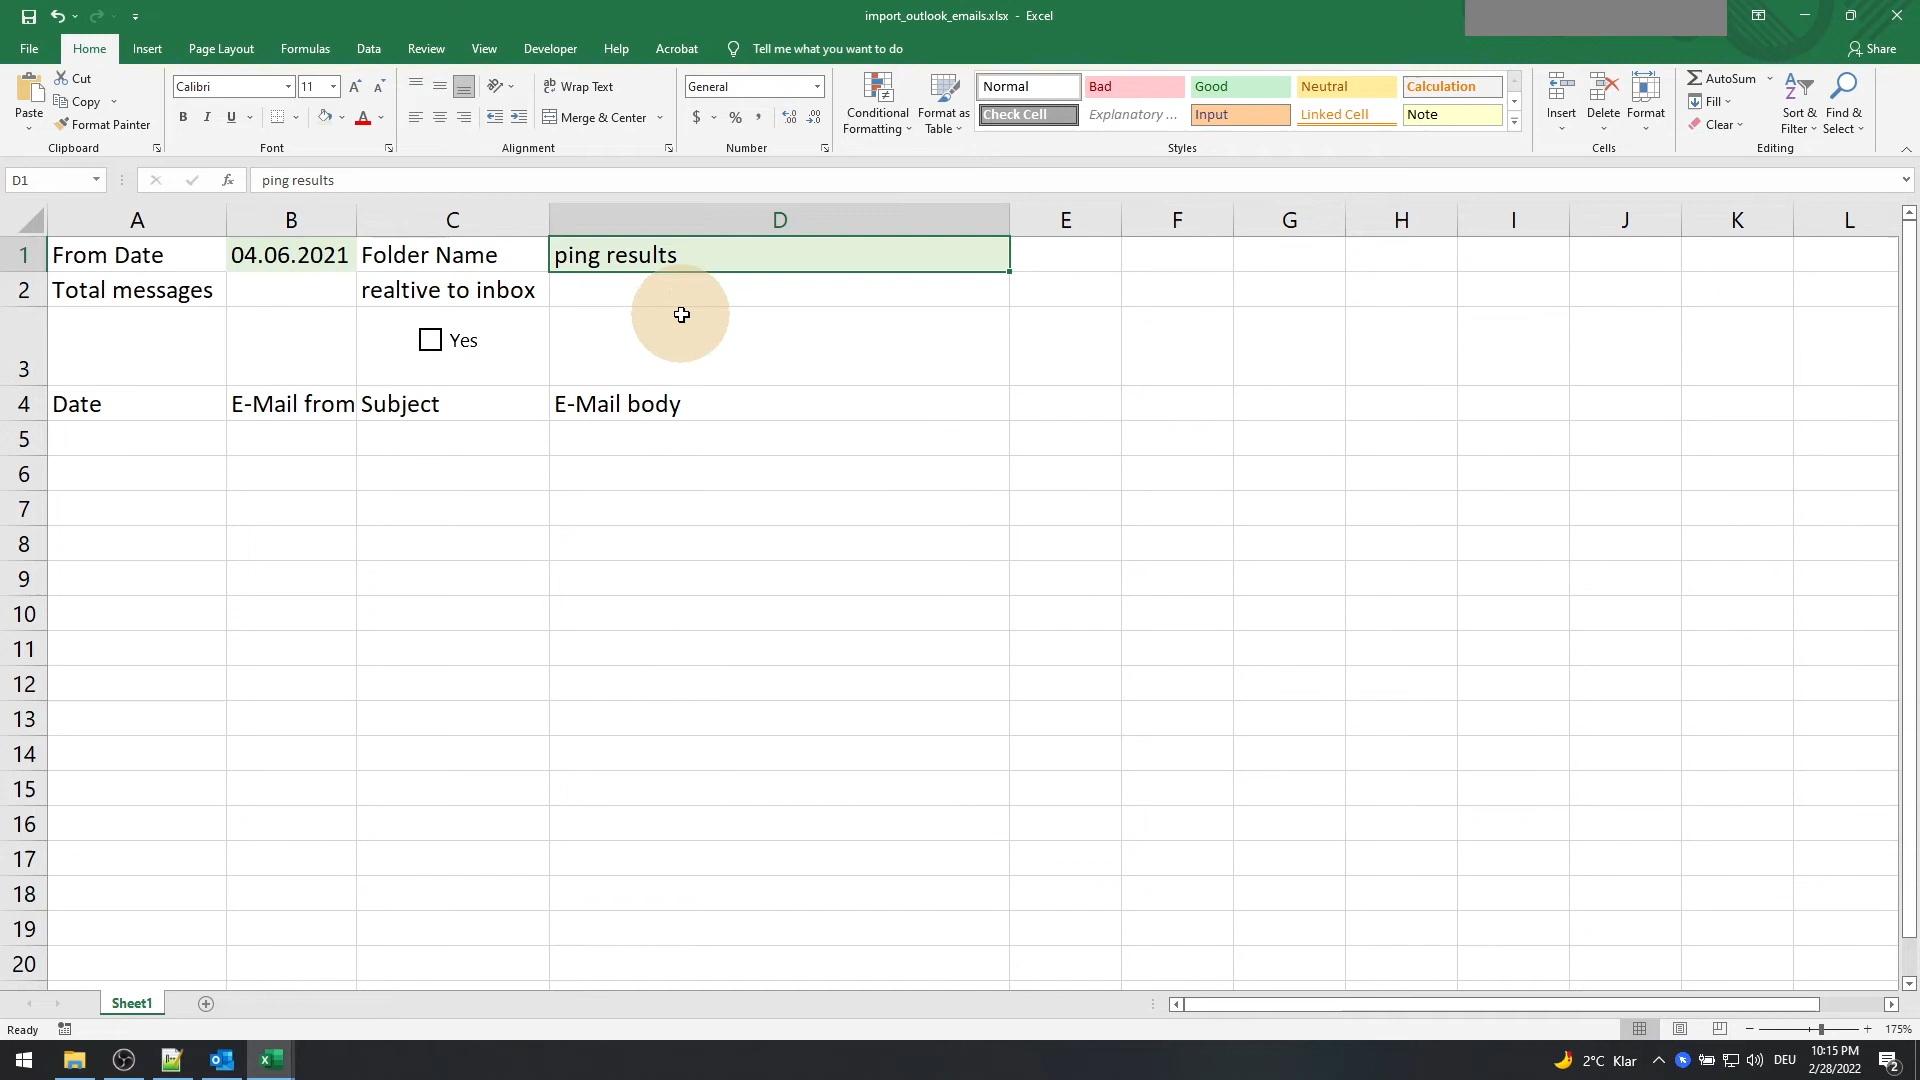 import_outlook_emails.xlsx - Excel
File Home Insert Page Layout Formulas Data Review View Developer Help Acrobat Tell me what you want to do Share
Paste
Cut
Copy
Format Painter
Clipboard
Calibri 11
B I U A
Font
Wrap Text
Merge & Center
Alignment
General
$ % ,
Number
Conditional Formatting
Format as Table
Normal Bad Good Neutral Calculation
Check Cell Explanatory ... Input Linked Cell Note
Styles
Insert Delete Format
Cells
AutoSum
Fill
Clear
Sort & Filter
Find & Select
Editing
D1 fx ping results
A B C D E F G H I J K L
1 From Date 04.06.2021 Folder Name ping results
2 Total messages realtive to inbox
3 Yes
4 Date E-Mail from Subject E-Mail body
5
6
7
8
9
10
11
12
13
14
15
16
17
18
19
20
Sheet1
Ready 175%
2°C Klar DEU 10:15 PM
2/28/2022 2